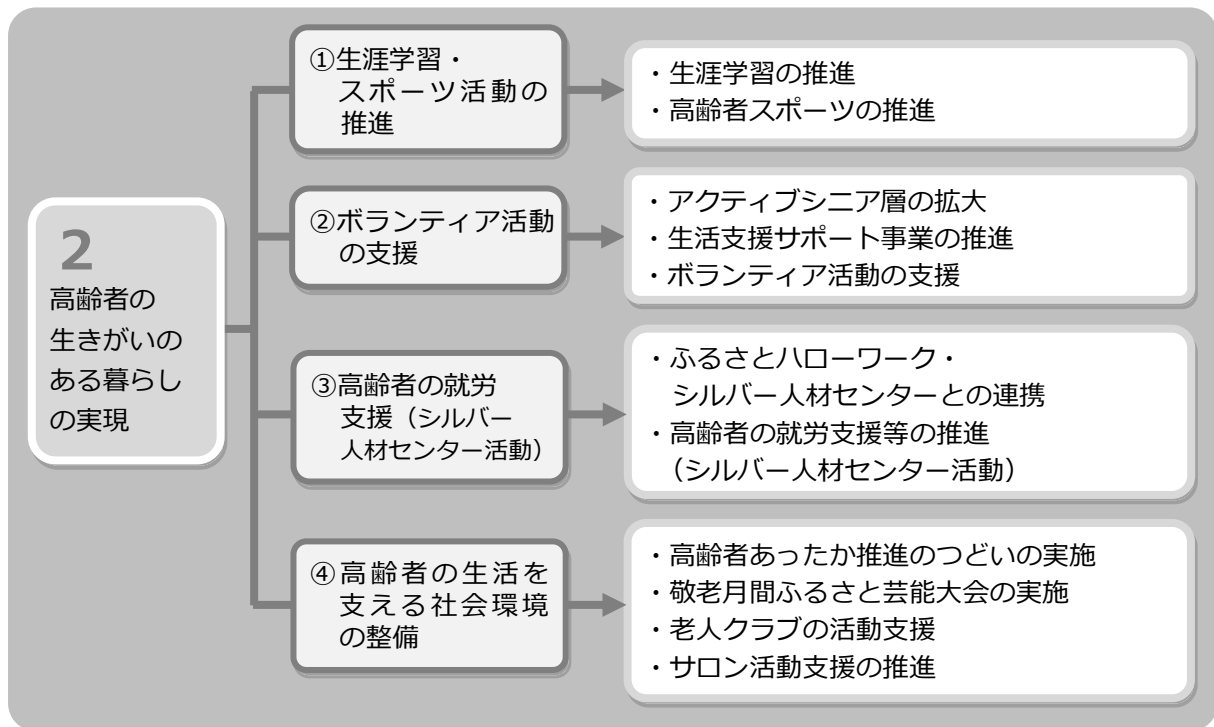 2
高齢者の
生きがいの
ある暮らし
の実現
①生涯学習・
スポーツ活動の
推進
・生涯学習の推進
・高齢者スポーツの推進
②ボランティア活動
の支援
・アクティブシニア層の拡大
・生活支援サポート事業の推進
・ボランティア活動の支援
③高齢者の就労
支援（シルバー
人材センター活動）
・ふるさとハローワーク・
シルバー人材センターとの連携
・高齢者の就労支援等の推進
（シルバー人材センター活動）
④高齢者の生活を
支える社会環境
の整備
・高齢者あったか推進のつどいの実施
・敬老月間ふるさと芸能大会の実施
・老人クラブの活動支援
・サロン活動支援の推進